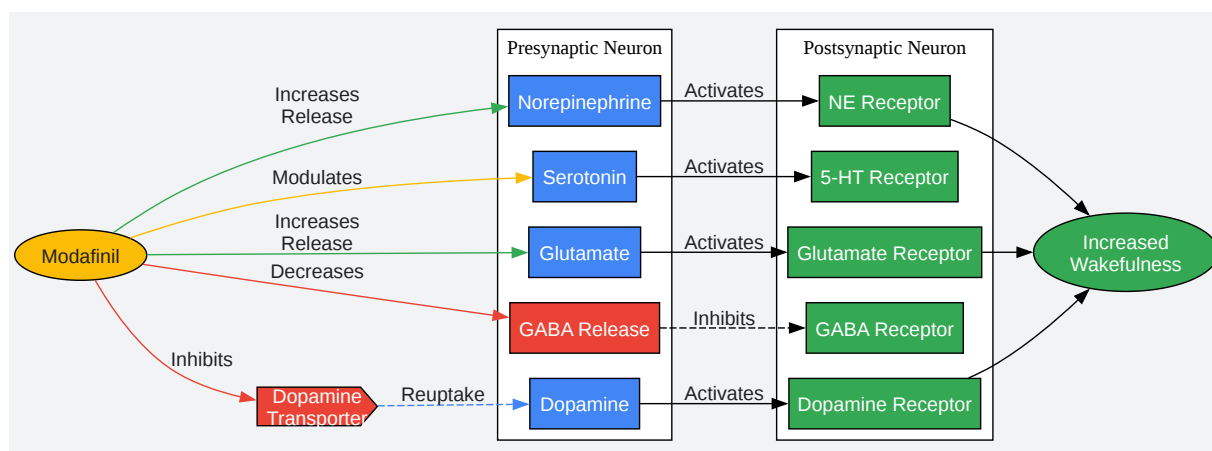 Presynaptic Neuron
Postsynaptic Neuron
Increases
Release
Norepinephrine
Activates
NE Receptor
Modulates
Serotonin
Activates
5-HT Receptor
Increases
Release
Modafinil
Glutamate
Activates
Glutamate Receptor
Increased
Wakefulness
Decreases
GABA Release
Inhibits
GABA Receptor
Inhibits
Dopamine
Transporter
Reuptake
Dopamine
Activates
Dopamine Receptor